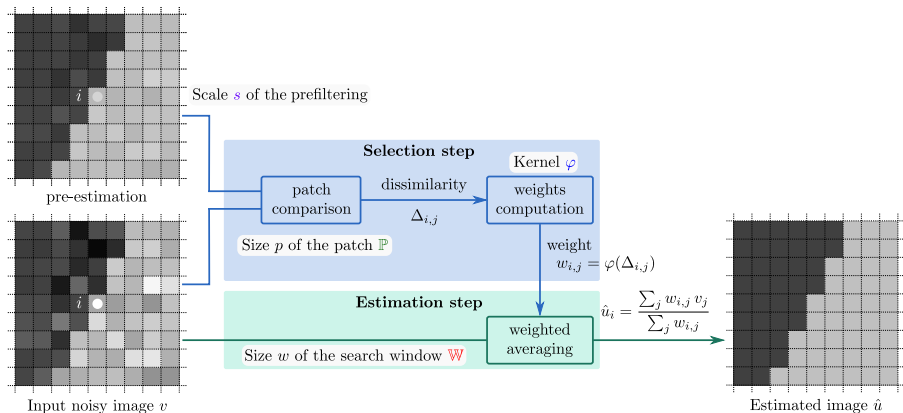 i
Scale s of the prefiltering
pre-estimation
Selection step
Kernel φ
patch
comparison
dissimilarity
Δ_{i,j}
weights
computation
Size p of the patch ℙ
weight
w_{i,j} = φ(Δ_{i,j})
i
Estimation step
weighted
averaging
û_i = \frac{∑_j w_{i,j} v_j}{∑_j w_{i,j}}
Size w of the search window 𝕎
Input noisy image v
Estimated image û